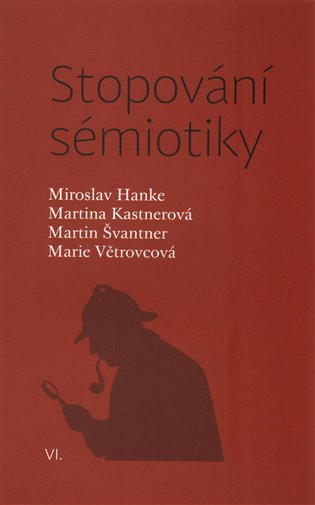 Stopování
sémiotiky
Miroslav Hanke
Martina Kastnerová
Martin Švantner
Marie Větrovcová
VI.